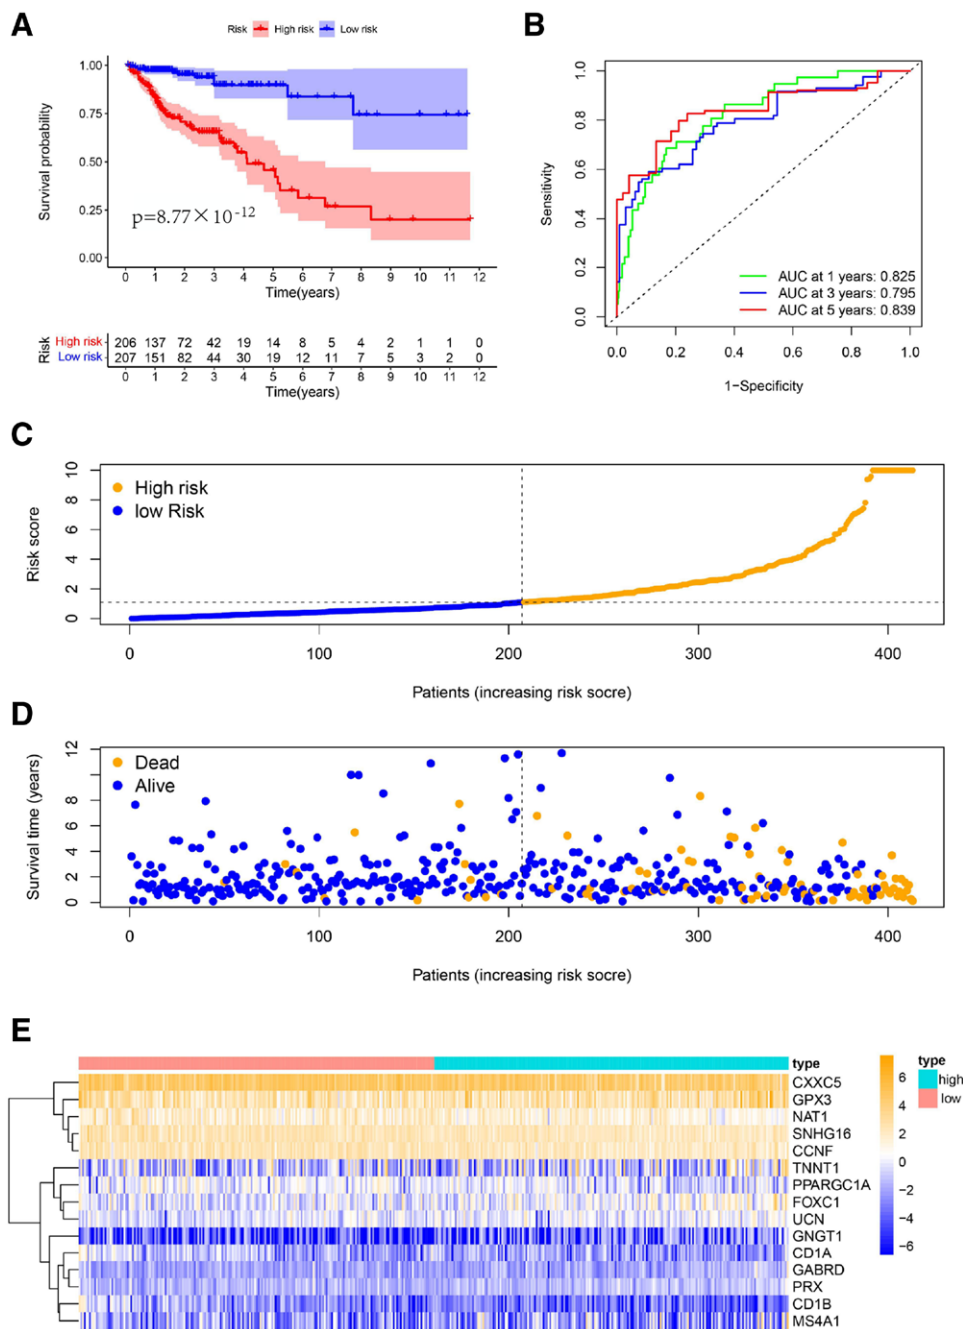 A
Risk High risk Low risk
Survival probability
1.00
0.75
0.50
0.25
0.00
p=8.77×10⁻¹²
0 1 2 3 4 5 6 7 8 9 10 11 12
Time(years)
Risk
High risk 206 137 72 42 19 14 8 5 4 2 1 1 0
Low risk 207 151 82 44 30 19 12 11 7 5 3 2 0
0 1 2 3 4 5 6 7 8 9 10 11 12
Time(years)
B
Sensitivity
1.0
0.8
0.6
0.4
0.2
0.0
AUC at 1 years: 0.825
AUC at 3 years: 0.795
AUC at 5 years: 0.839
0.0 0.2 0.4 0.6 0.8 1.0
1−Specificity
C
Risk score
10
8
6
4
2
0
High risk
low Risk
0 100 200 300 400
Patients (increasing risk socre)
D
Survival time (years)
12
8
6
4
2
0
Dead
Alive
0 100 200 300 400
Patients (increasing risk socre)
E
type
CXXC5
GPX3
NAT1
SNHG16
CCNF
TNNT1
PPARGC1A
FOXC1
UCN
GNGT1
CD1A
GABRD
PRX
CD1B
MS4A1
6
4
2
0
−2
−4
−6
type
high
low